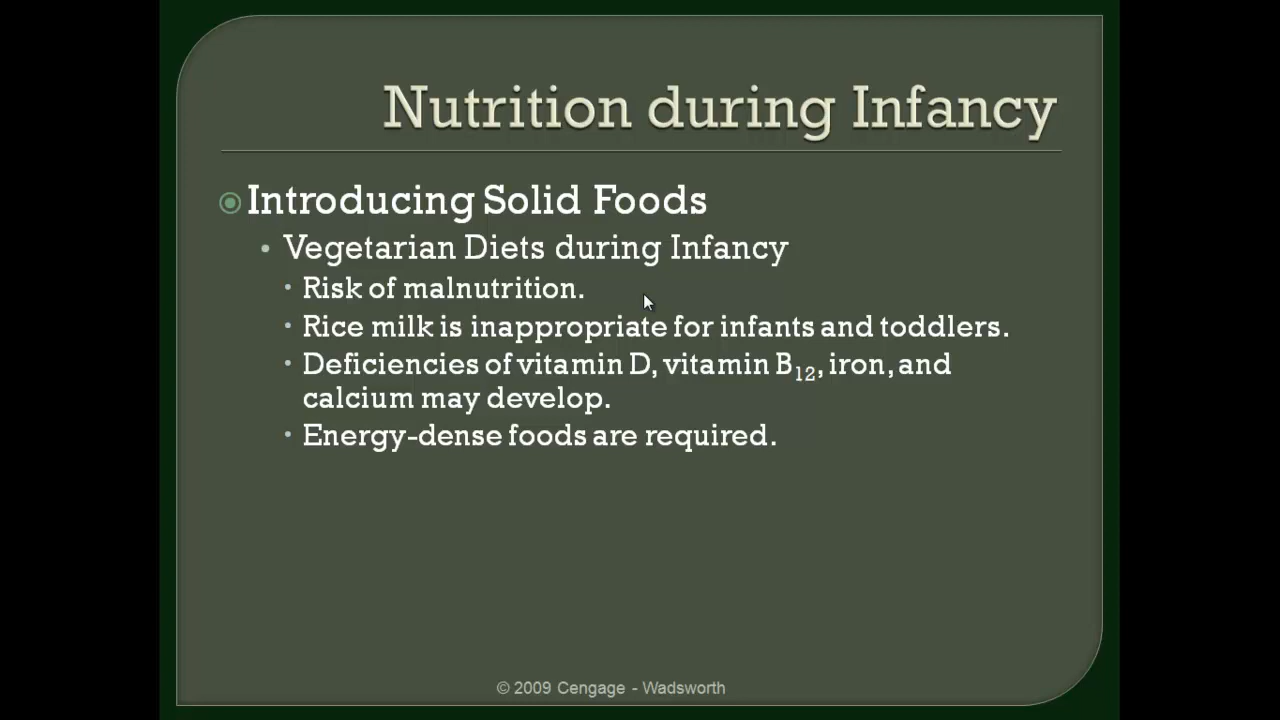 Nutrition during Infancy
Introducing Solid Foods
Vegetarian Diets during Infancy
Risk of malnutrition.
Rice milk is inappropriate for infants and toddlers.
Deficiencies of vitamin D, vitamin B12, iron, and
calcium may develop.
Energy-dense foods are required.
© 2009 Cengage - Wadsworth